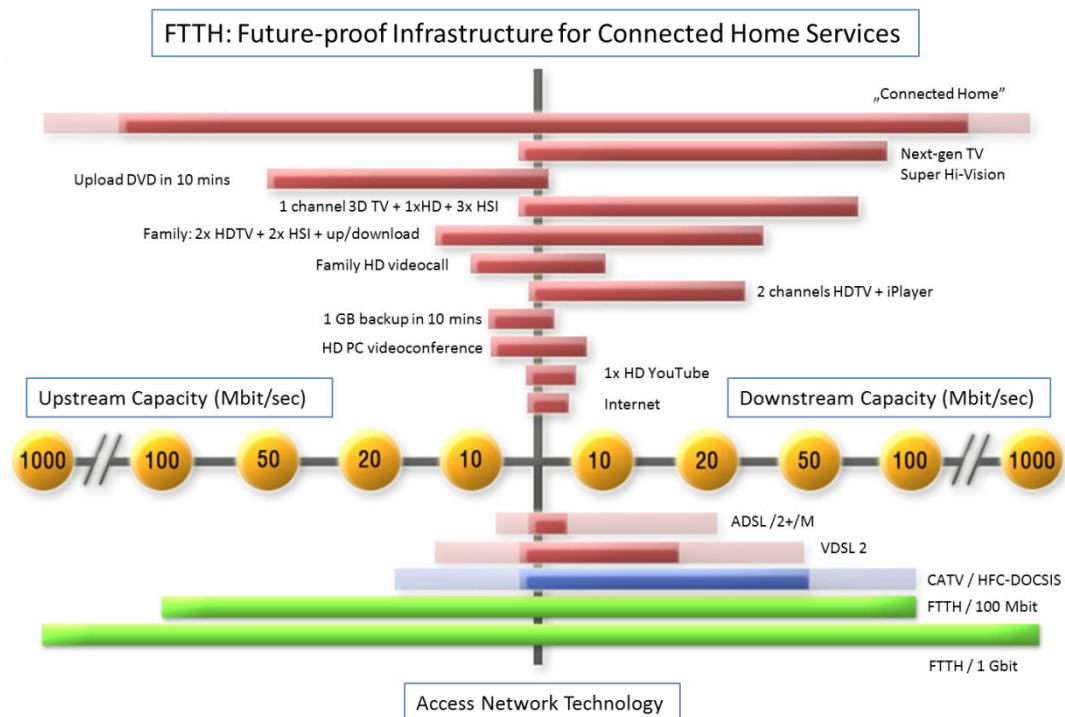 FTTH: Future-proof Infrastructure for Connected Home Services
„Connected Home”
Next-gen TV
Super Hi-Vision
Upload DVD in 10 mins
1 channel 3D TV + 1xHD + 3x HSI
Family: 2x HDTV + 2x HSI + up/download
Family HD videocall
2 channels HDTV + iPlayer
1 GB backup in 10 mins
HD PC videoconference
1x HD YouTube
Internet
Upstream Capacity (Mbit/sec)
Downstream Capacity (Mbit/sec)
1000 // 100 50 20 10 10 20 50 100 // 1000
ADSL /2+/M
VDSL 2
CATV / HFC-DOCSIS
FTTH / 100 Mbit
FTTH / 1 Gbit
Access Network Technology